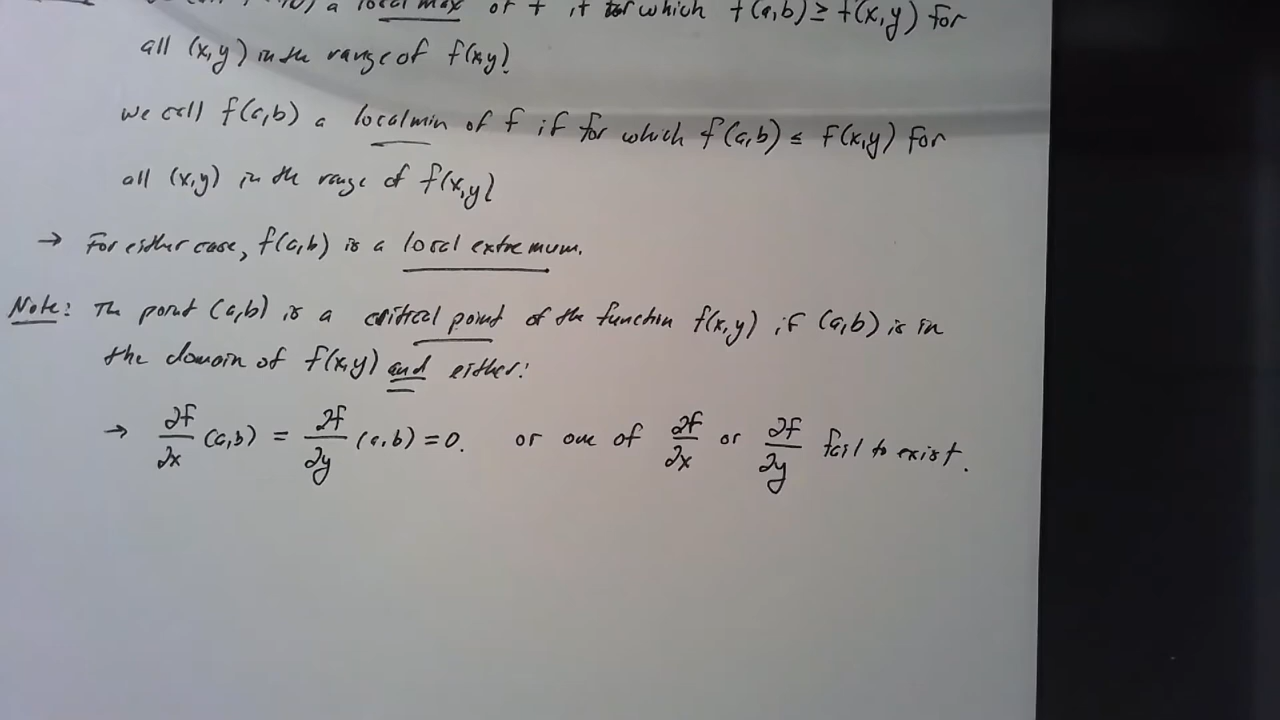 a local max of f if for which f(a,b) ≥ f(x,y) for
all (x,y) in the range of f(x,y).
we call f(a,b) a local min of f if for which f(a,b) ≤ f(x,y) for
all (x,y) in the range of f(x,y)
→ For either case, f(a,b) is a local extremum.
Note: The point (a,b) is a critical point of the function f(x,y) if (a,b) is in
the domain of f(x,y) and either:
→ ∂f/∂x (a,b) = ∂f/∂y (a,b) = 0. or one of ∂f/∂x or ∂f/∂y fail to exist.